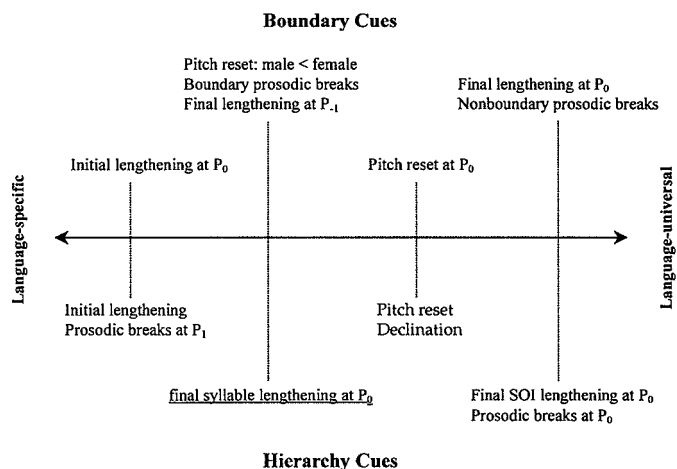 Boundary Cues
Pitch reset: male < female
Boundary prosodic breaks
Final lengthening at P₋₁
Final lengthening at P₀
Nonboundary prosodic breaks
Initial lengthening at P₀
Pitch reset at P₀
Language-specific
Language-universal
Initial lengthening
Prosodic breaks at P₁
Pitch reset
Declination
final syllable lengthening at P₀
Final SOI lengthening at P₀
Prosodic breaks at P₀
Hierarchy Cues